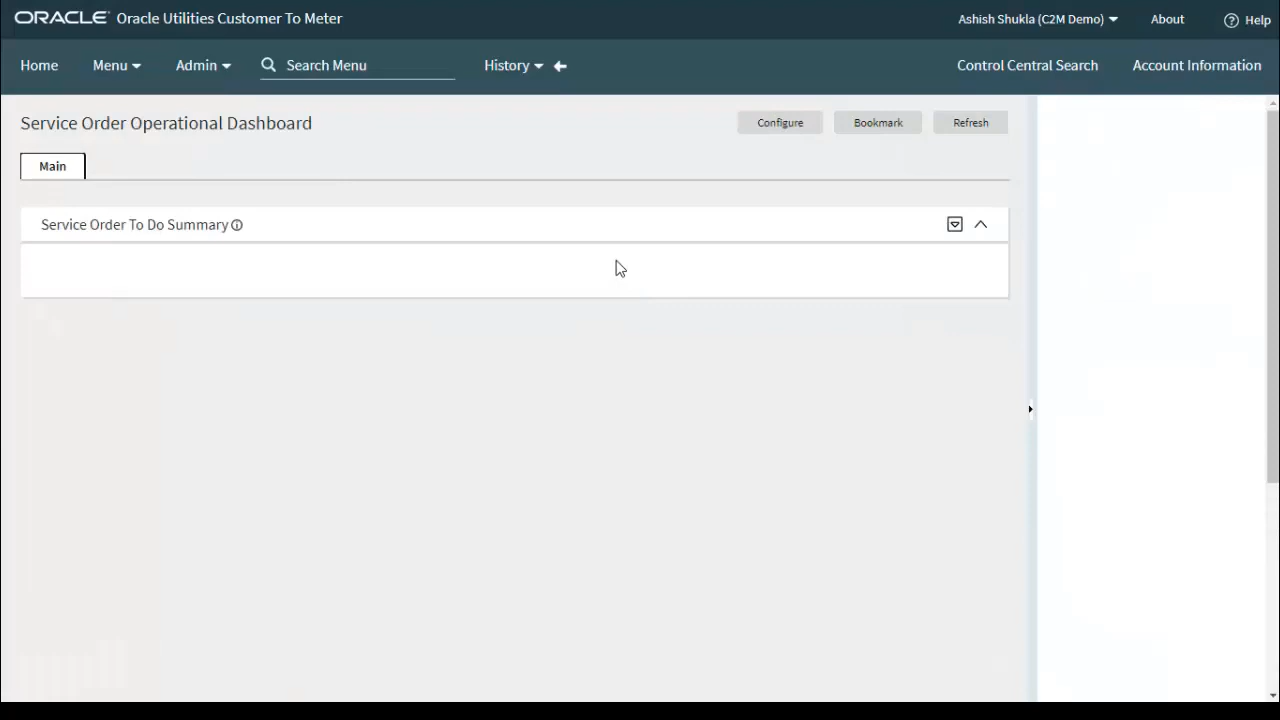 ORACLE Oracle Utilities Customer To Meter
Ashish Shukla (C2M Demo) About Help
Home Menu Admin Search Menu History Control Central Search Account Information
Service Order Operational Dashboard Configure Bookmark Refresh
Main
Service Order To Do Summary